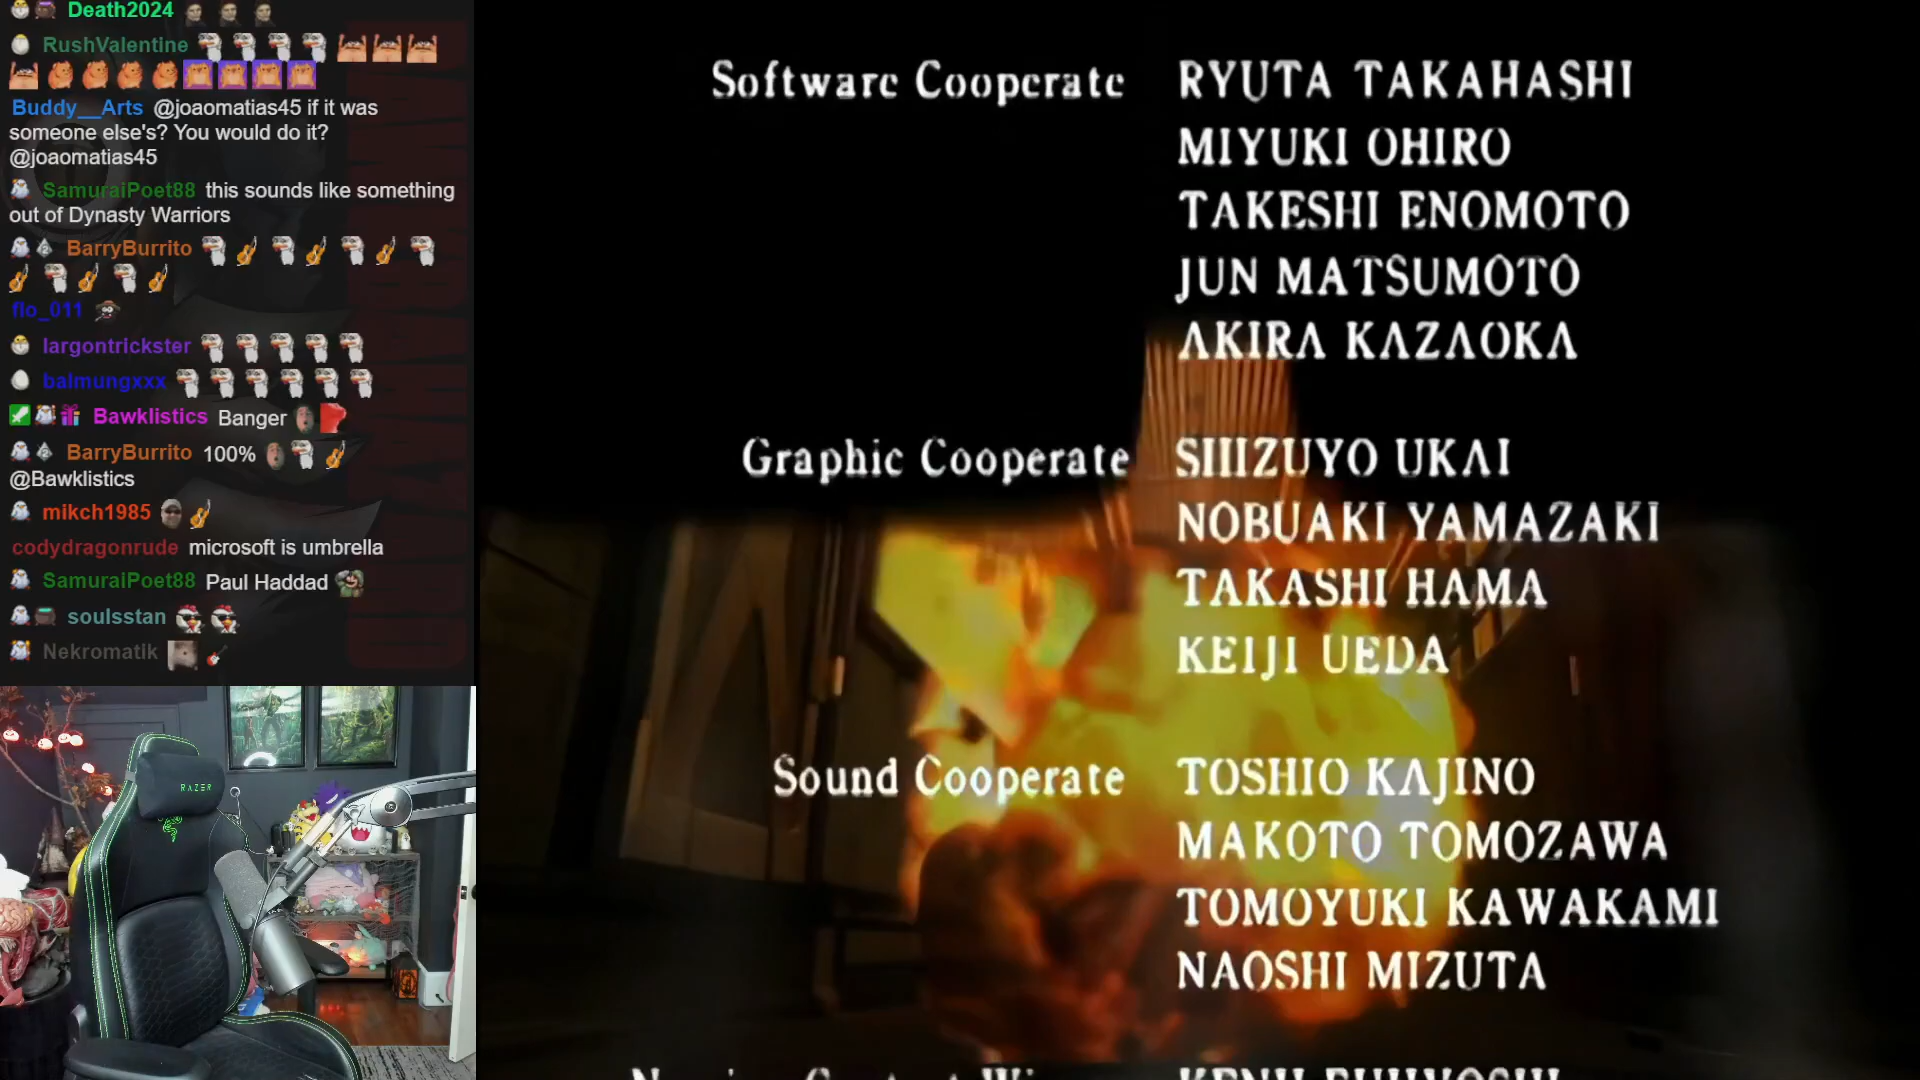 Death2024
RushValentine
Buddy__Arts @joaomatias45 if it was
someone else's? You would do it?
@joaomatias45
SamuraiPoet88 this sounds like something
out of Dynasty Warriors
BarryBurrito
flo_011
largontrickster
balmungxxx
Bawklistics Banger
BarryBurrito 100%
@Bawklistics
mikch1985
codydragonrude microsoft is umbrella
SamuraiPoet88 Paul Haddad
soulsstan
Nekromatik
RAZER
Software Cooperate RYUTA TAKAHASHI
MIYUKI OHIRO
TAKESHI ENOMOTO
JUN MATSUMOTO
AKIRA KAZAOKA
Graphic Cooperate SHIZUYO UKAI
NOBUAKI YAMAZAKI
TAKASHI HAMA
KEIJI UEDA
Sound Cooperate TOSHIO KAJINO
MAKOTO TOMOZAWA
TOMOYUKI KAWAKAMI
NAOSHI MIZUTA